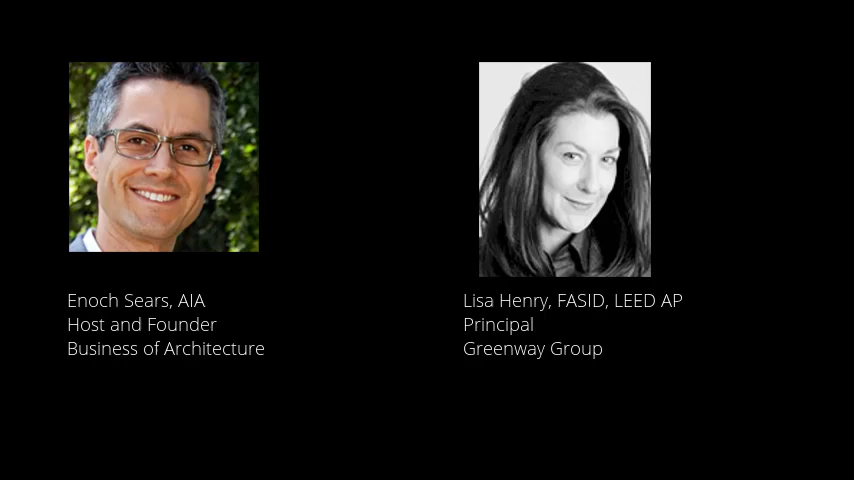 Enoch Sears, AIA
Host and Founder
Business of Architecture
Lisa Henry, FASID, LEED AP
Principal
Greenway Group